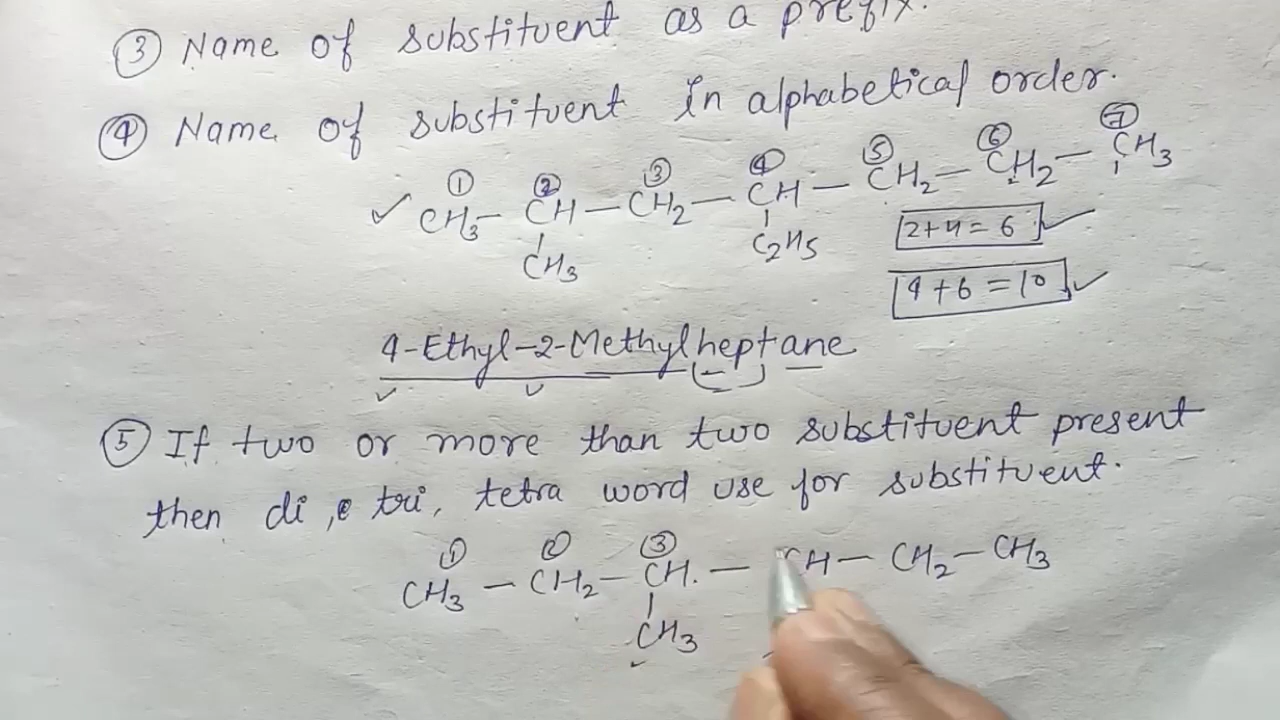 ③ Name of substituent as a prefix.
④ Name of substituent in alphabetical order.
① ② ③ ④ ⑤ ⑥ ⑦
✓ CH3 – CH – CH2 – CH – CH2 – CH2 – CH3
CH3 C2H5
2+4=6 ✓
4+6=10 ✓
4-Ethyl-2-Methylheptane
⑤ If two or more than two substituent present
then di, tri, tetra word use for substituent.
① ② ③
CH3 – CH2 – CH. – CH – CH2 – CH3
CH3